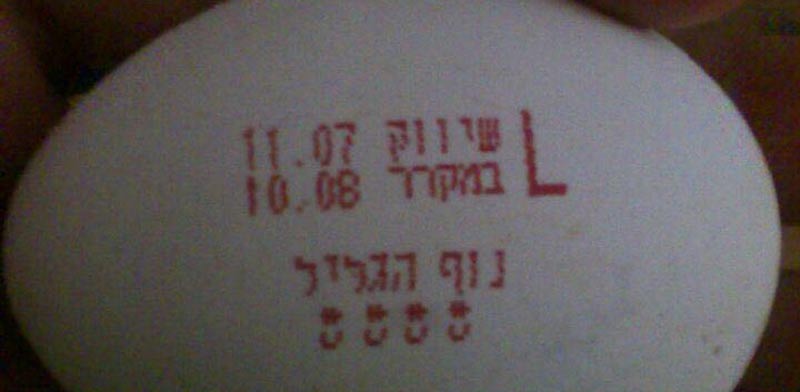 L שיווק 11.07
במקרר 10.08
נוף הגליל